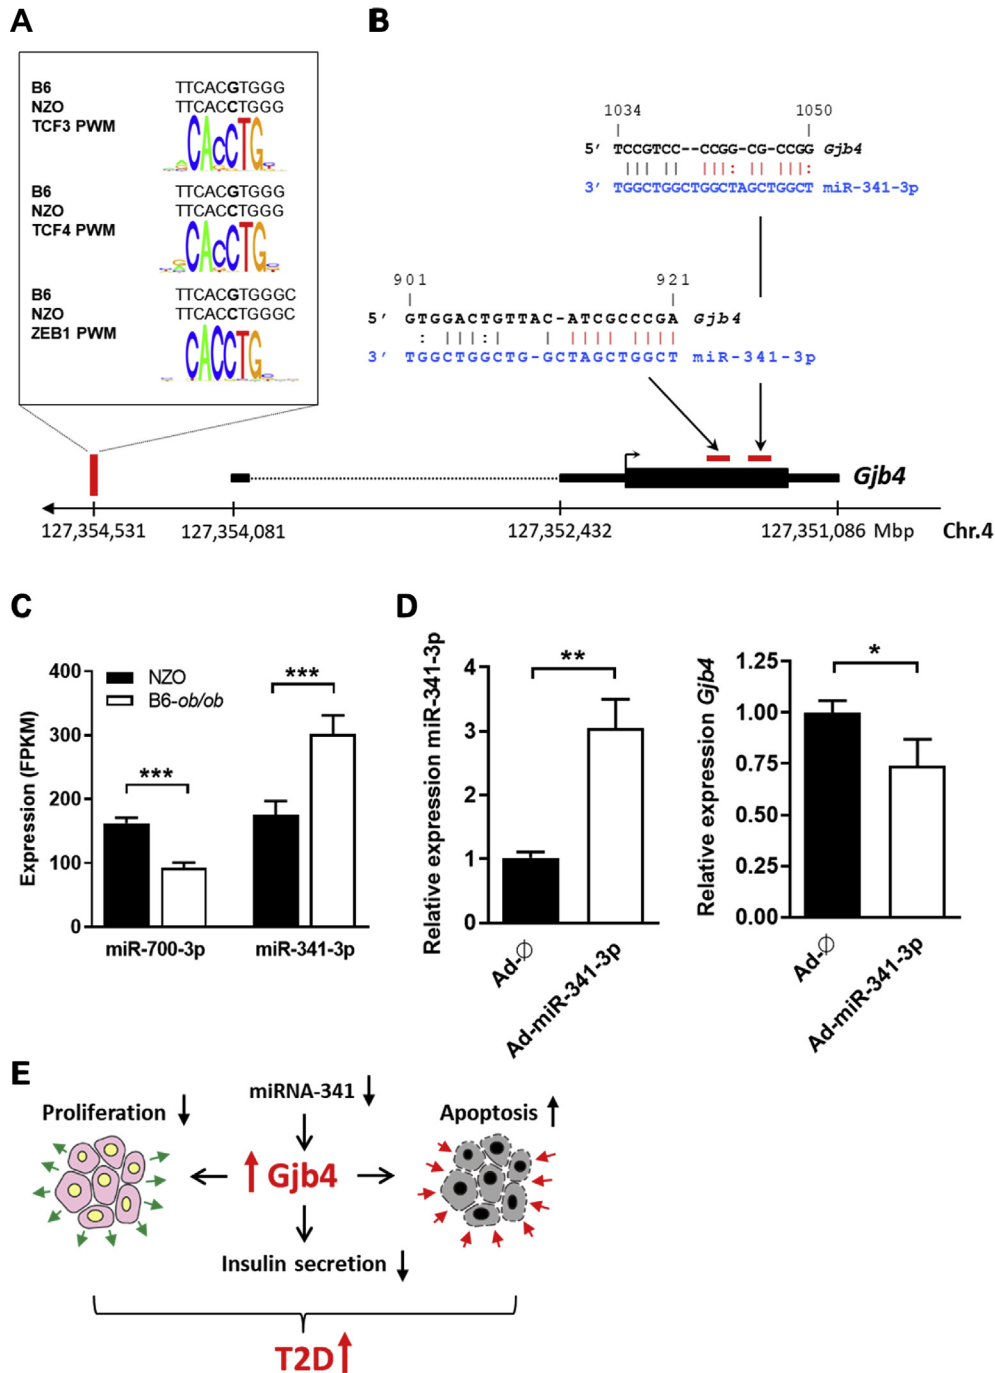 A
B6 TTCACGTGGG
NZO TTCACCTGGG
TCF3 PWM CACCTG
B6 TTCACGTGGG
NZO TTCACCTGGG
TCF4 PWM CACCTG
B6 TTCACGTGGGC
NZO TTCACCTGGGC
ZEB1 PWM CACCTG
B
1034 1050
5′ TCCGTCC--CCGG-CG-CCGG Gjb4
3′ TGGCTGGCTGGCTAGCTGGCT miR-341-3p
901 921
5′ GTGGACTGTTAC-ATCGCCCGA Gjb4
3′ TGGCTGGCTG-GCTAGCTGGCT miR-341-3p
Gjb4
127,354,531 127,354,081 127,352,432 127,351,086 Mbp Chr.4
C
Expression (FPKM)
400
300
200
100
0
NZO
B6-ob/ob
***
***
miR-700-3p miR-341-3p
D
Relative expression miR-341-3p
4
3
2
1
0
**
Ad-∅
Ad-miR-341-3p
Relative expression Gjb4
1.25
1.00
0.75
0.50
0.25
0.00
*
Ad-∅
Ad-miR-341-3p
E
miRNA-341 ↓
Proliferation ↓
Apoptosis ↑
↑ Gjb4
Insulin secretion ↓
T2D ↑